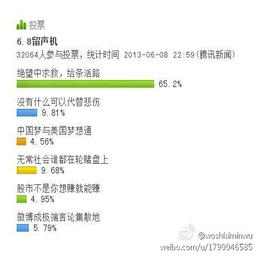 投票
6.8留声机
32064人参与投票，统计时间 2013-06-08 22:59(腾讯新闻)
绝望中求救，给条活路
65.2%
没有什么可以代替悲伤
9.81%
中国梦与美国梦想通
4.56%
无常社会谁都在轮赌盘上
9.68%
股市不是你想赚就能赚
4.95%
微博成极端言论集散地
5.79%
@woshisiminwu
weibo.com/u/1790046585